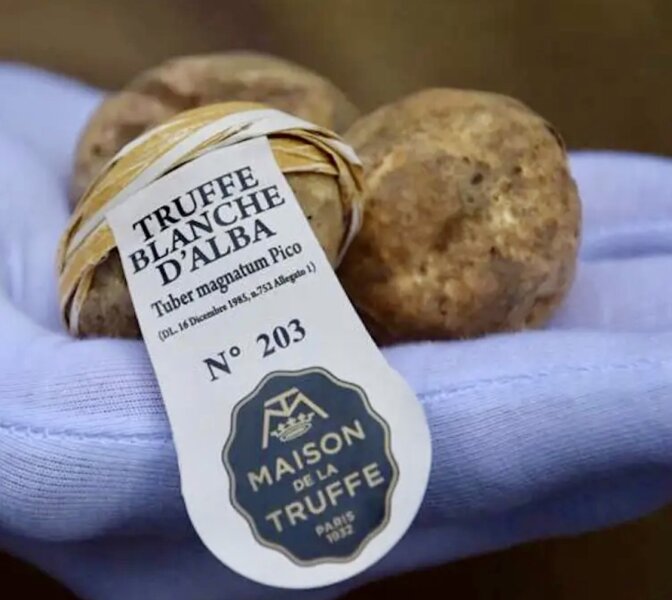 TRUFFE
BLANCHE
D'ALBA
Tuber magnatum Pico
(DL. 16 Dicembre 1985, n.752 Allegato 1)
N° 203
MAISON
DE LA
TRUFFE
PARIS
1932